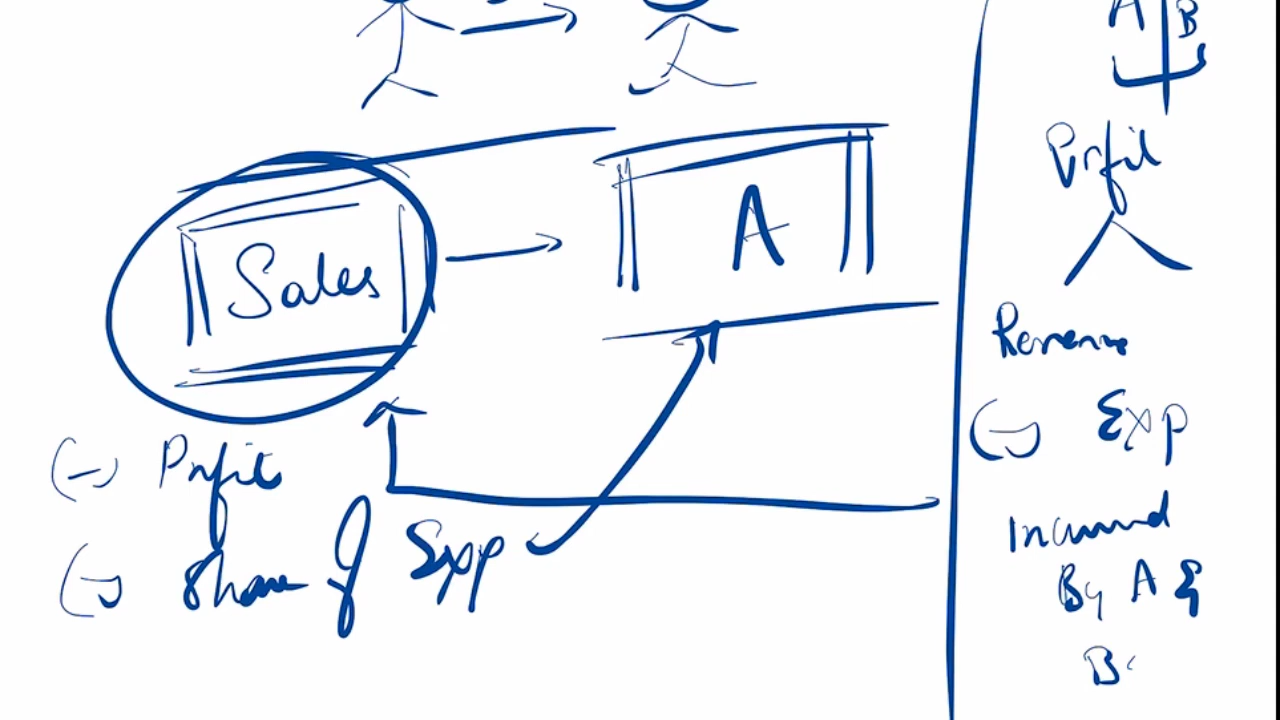 A B
Sales A
(-) Profit
(-) Share of Exp
Profit
Revenue
(-) Exp
Incurred
By A &
B